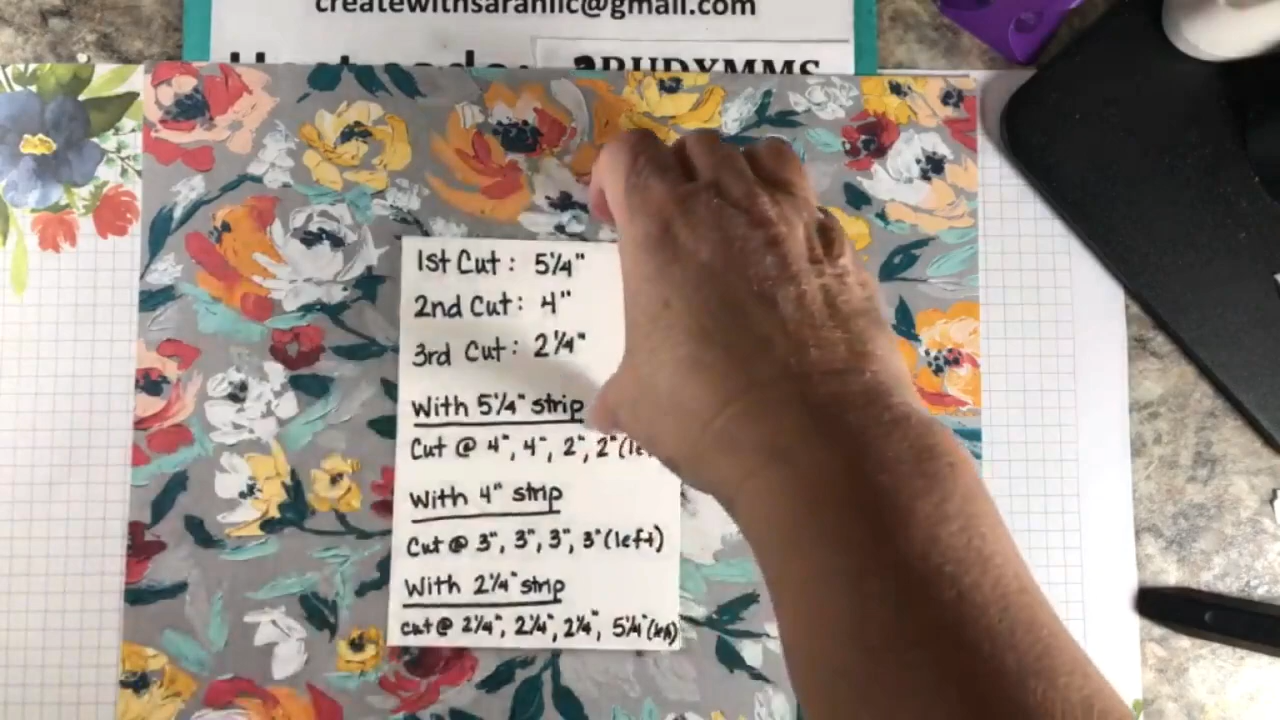 createwithsarahllc@gmail.com
2RUDYMMS
1st Cut: 5¼"
2nd Cut: 4"
3rd Cut: 2¼"
With 5¼" strip
Cut @ 4", 4", 2", 2"
With 4" strip
Cut @ 3", 3", 3", 3" (left)
With 2¼" strip
cut @ 2¼", 2¼", 2¼", 5¼" (left)